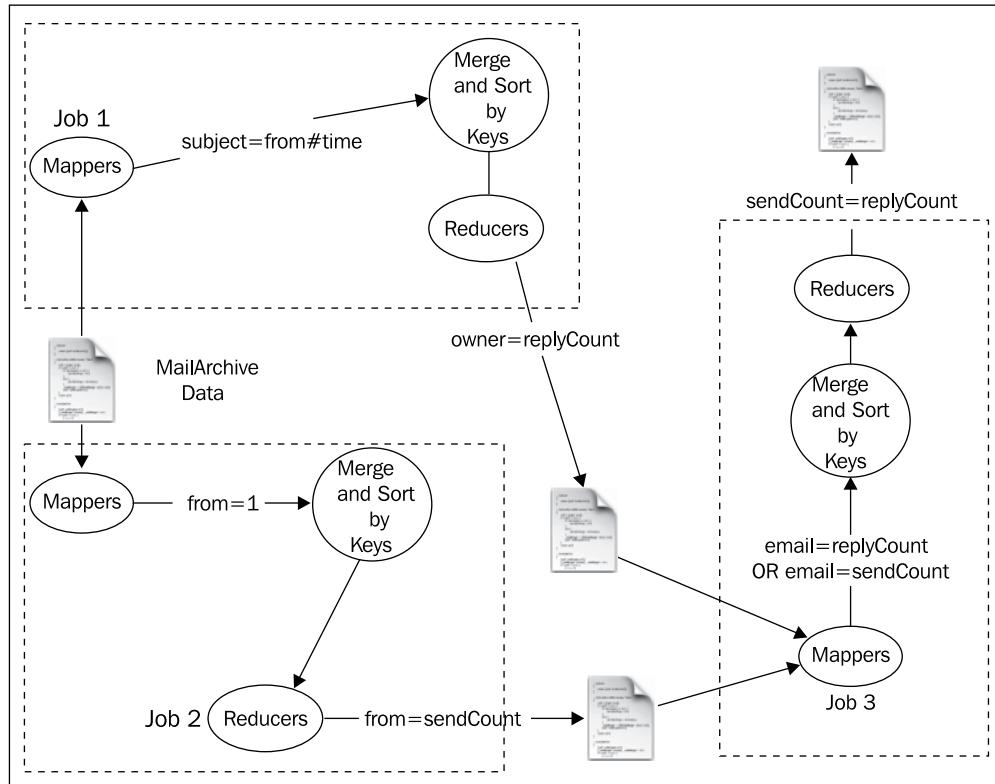 Job 1
Mappers
subject=from#time
Merge
and Sort
by
Keys
Reducers
owner=replyCount
MailArchive
Data
Mappers
from=1
Merge
and Sort
by
Keys
Job 2
Reducers
from=sendCount
sendCount=replyCount
Reducers
Merge
and Sort
by
Keys
email=replyCount
OR email=sendCount
Mappers
Job 3